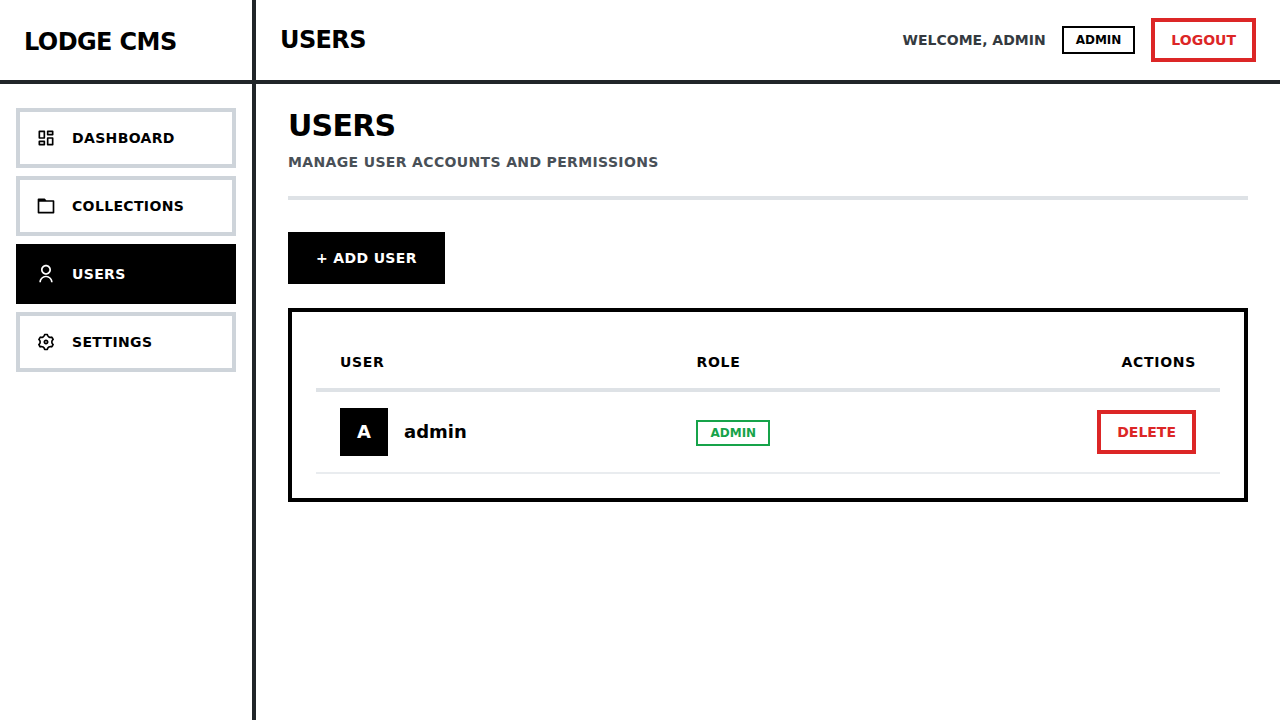 LODGE CMS
USERS
WELCOME, ADMIN
ADMIN
LOGOUT
DASHBOARD
COLLECTIONS
USERS
SETTINGS
USERS
MANAGE USER ACCOUNTS AND PERMISSIONS
+ ADD USER
USER ROLE ACTIONS
A admin ADMIN DELETE